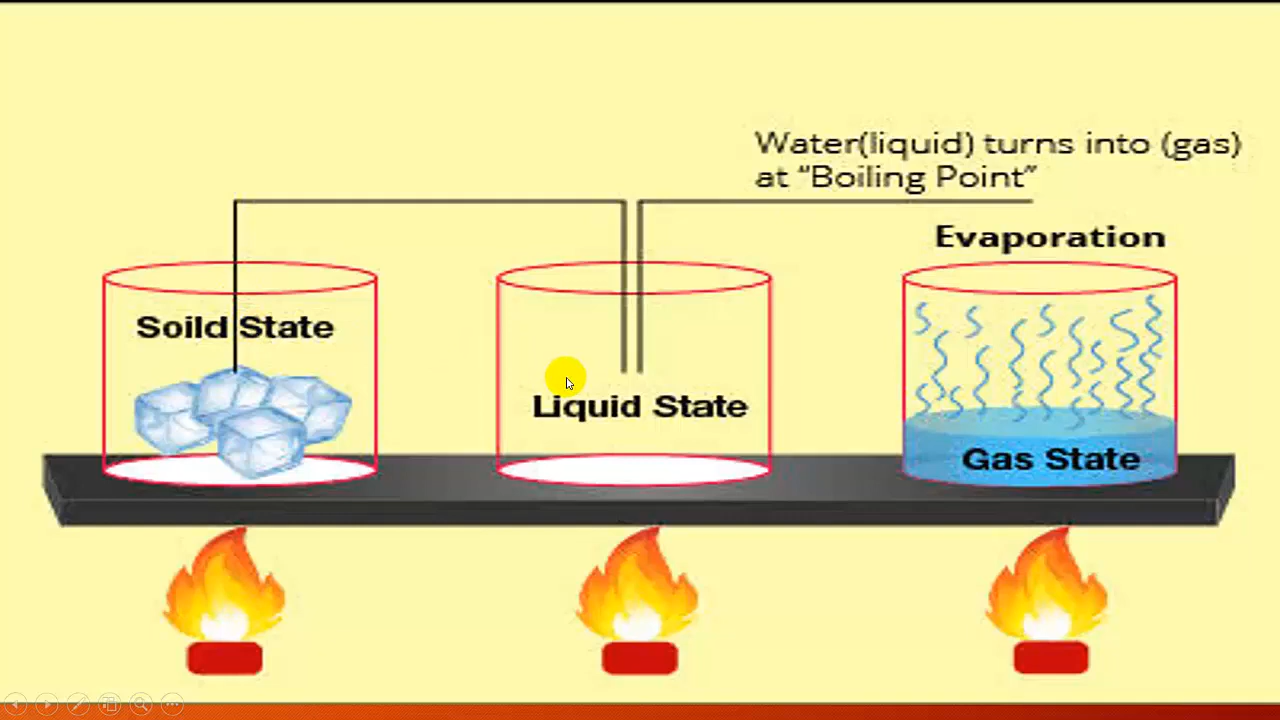 Water(liquid) turns into (gas)
at “Boiling Point”
Evaporation
Soild State
Liquid State
Gas State